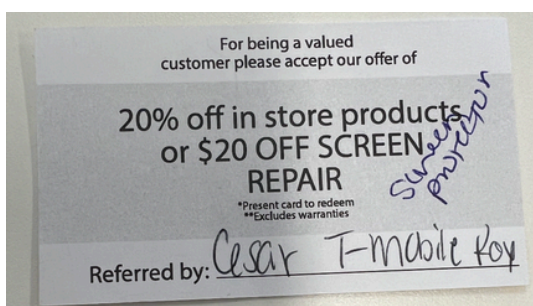 For being a valued
customer please accept our offer of
20% off in store products
or $20 OFF SCREEN
REPAIR
Screen
protector
*Present card to redeem
**Excludes warranties
Referred by: Cesar T-Mobile Roy